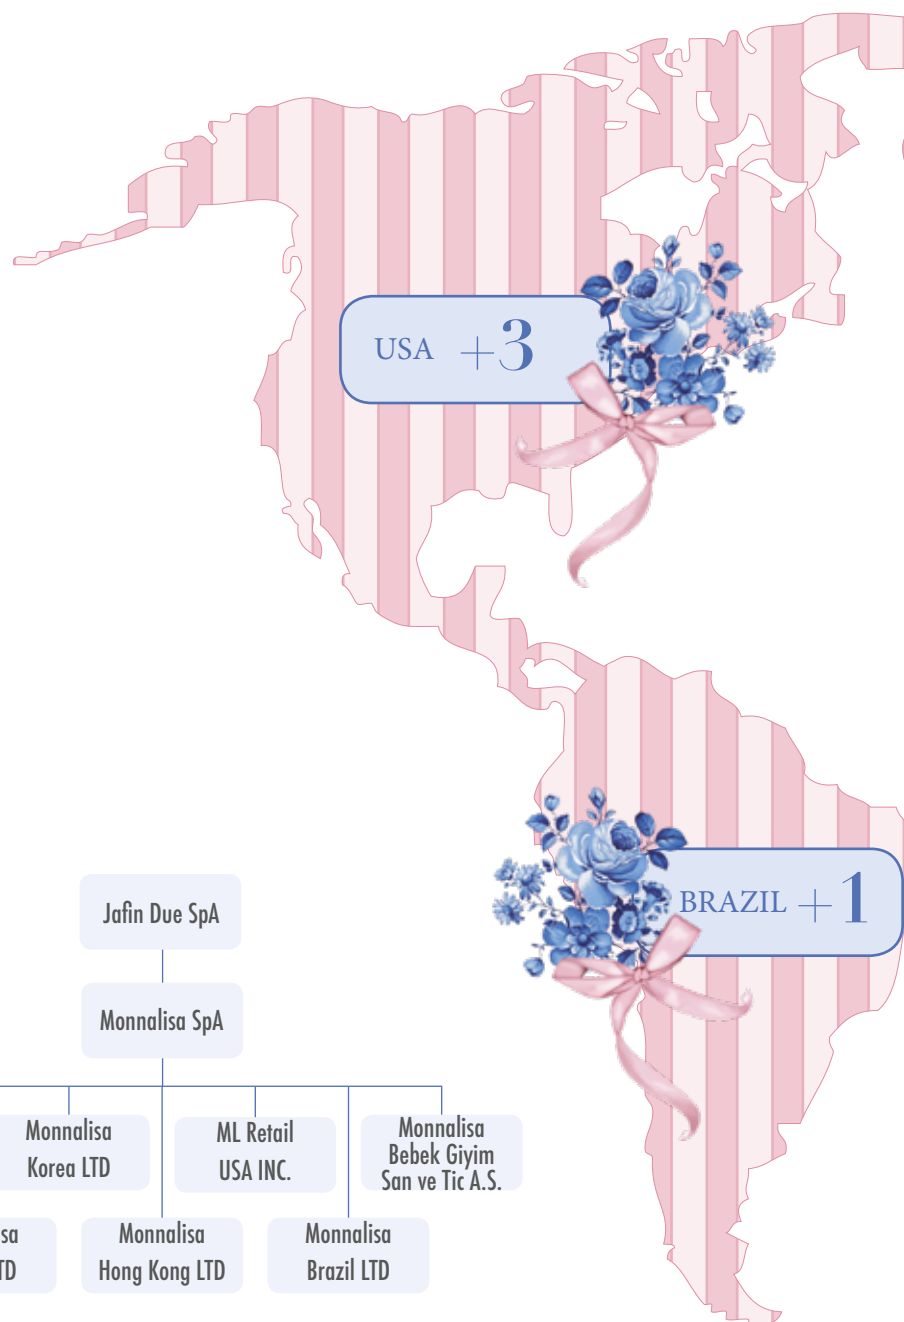 USA +3
BRAZIL +1
Jafin Due SpA
Monnalisa SpA
Monnalisa
Korea LTD
ML Retail
USA INC.
Monnalisa
Bebek Giyim
San ve Tic A.S.
Monnalisa
Hong Kong LTD
Monnalisa
Brazil LTD